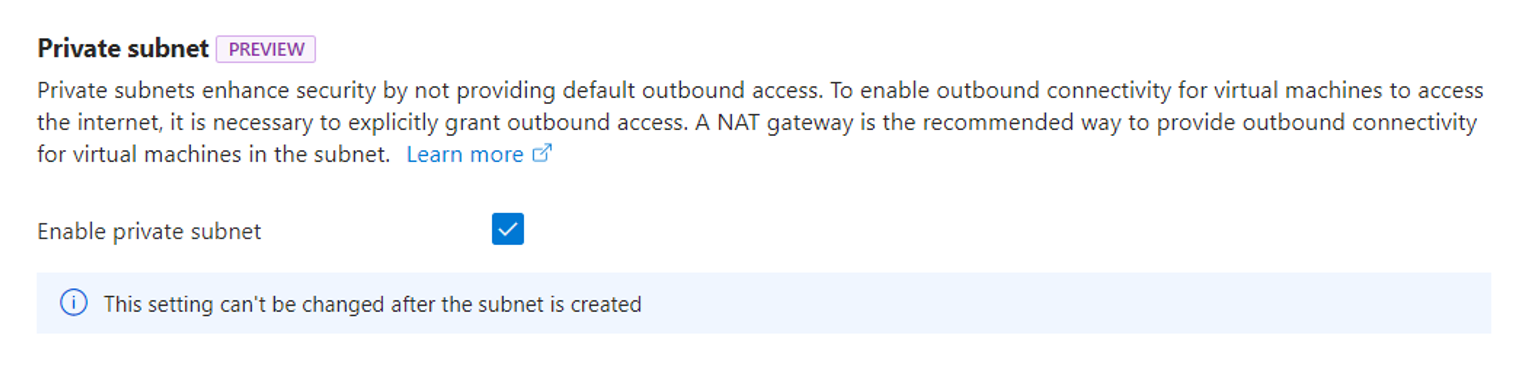 Private subnet PREVIEW
Private subnets enhance security by not providing default outbound access. To enable outbound connectivity for virtual machines to access
the internet, it is necessary to explicitly grant outbound access. A NAT gateway is the recommended way to provide outbound connectivity
for virtual machines in the subnet. Learn more
Enable private subnet
This setting can't be changed after the subnet is created